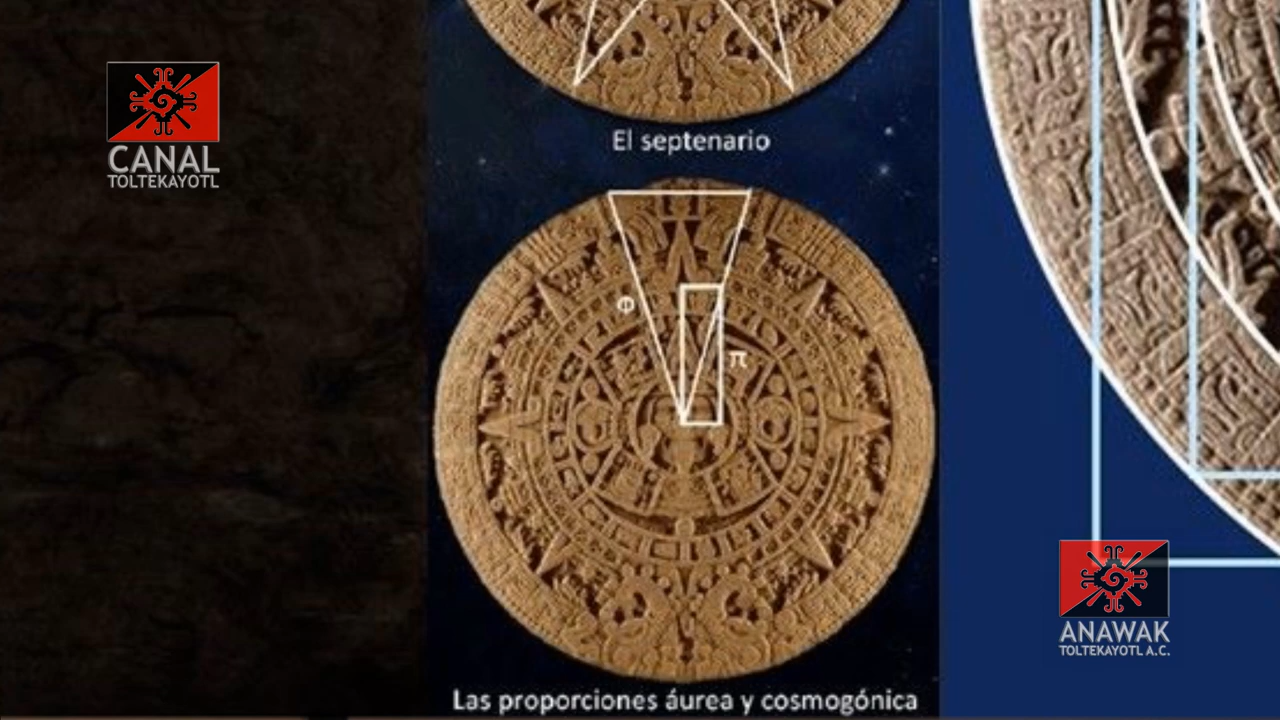 CANAL
TOLTEKAYOTL
El septenario
Φ
π
Las proporciones áurea y cosmogónica
ANAWAK
TOLTEKAYOTL A.C.